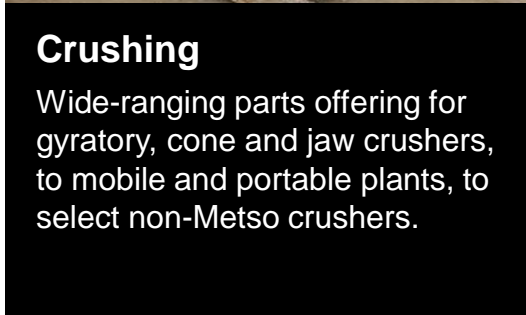 Crushing
Wide-ranging parts offering for
gyratory, cone and jaw crushers,
to mobile and portable plants, to
select non-Metso crushers.